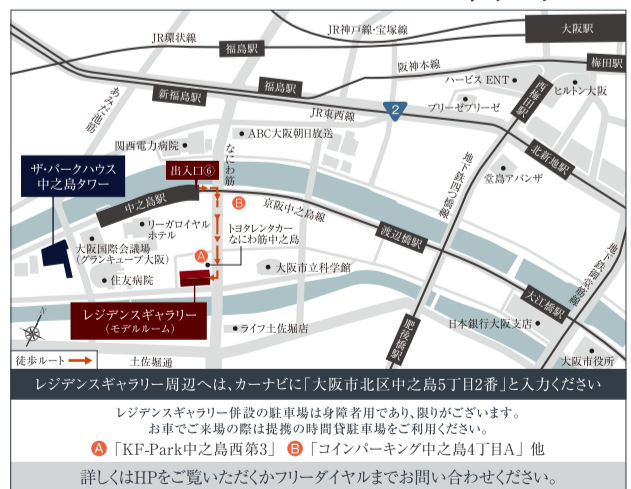 JR神戸線・宝塚線
大阪駅
JR環状線
福島駅
阪神本線
梅田駅
ハービス ENT
西梅田駅
ヒルトン大阪
福島駅
新福島駅
あみだ池筋
JR東西線
2
ブリーゼブリーゼ
ABC大阪朝日放送
関西電力病院
なにわ筋
北新地駅
地下鉄四つ橋線
堂島アバンザ
ザ・パークハウス
中之島タワー
出入口⑥
B
中之島駅
京阪中之島線
リーガロイヤル
ホテル
トヨタレンタカー
なにわ筋中之島
渡辺橋駅
地下鉄御堂筋線
大阪国際会議場
(グランキューブ大阪)
A
大阪市立科学館
住友病院
大江橋駅
レジデンスギャラリー
(モデルルーム)
ライフ土佐堀店
肥後橋駅
日本銀行大阪支店
N
徒歩ルート
土佐堀通
大阪市役所
レジデンスギャラリー周辺へは、カーナビに「大阪市北区中之島5丁目2番」と入力ください
レジデンスギャラリー併設の駐車場は身障者用であり、限りがございます。
お車でご来場の際は提携の時間貸駐車場をご利用ください。
A 「KF-Park中之島西第3」 B 「コインパーキング中之島4丁目A」 他
詳しくはHPをご覧いただくかフリーダイヤルまでお問い合わせください。